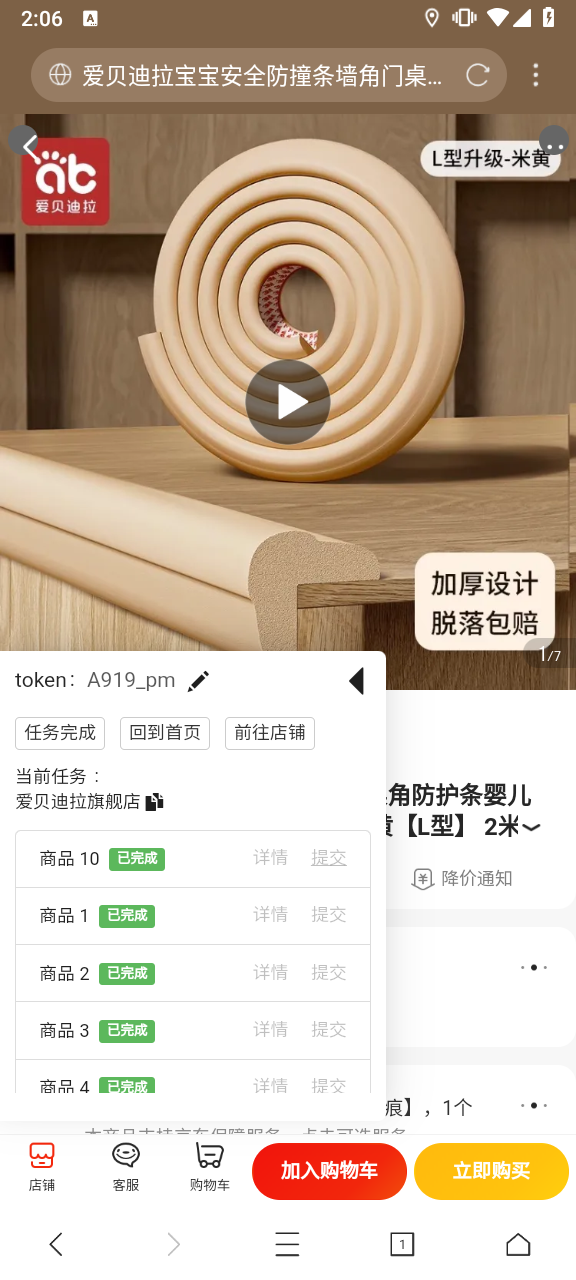 2:06
爱贝迪拉宝宝安全防撞条墙角门桌...
ab
爱贝迪拉
L型升级-米黄
加厚设计
脱落包赔
1/7
token: A919_pm
任务完成 回到首页 前往店铺
当前任务：
爱贝迪拉旗舰店
角防护条婴儿
【L型】 2米
降价通知
商品 10 已完成 详情 提交
商品 1 已完成 详情 提交
商品 2 已完成 详情 提交
商品 3 已完成 详情 提交
商品 4 已完成 详情 提交
痕】，1个
店铺 客服 购物车 加入购物车 立即购买
1